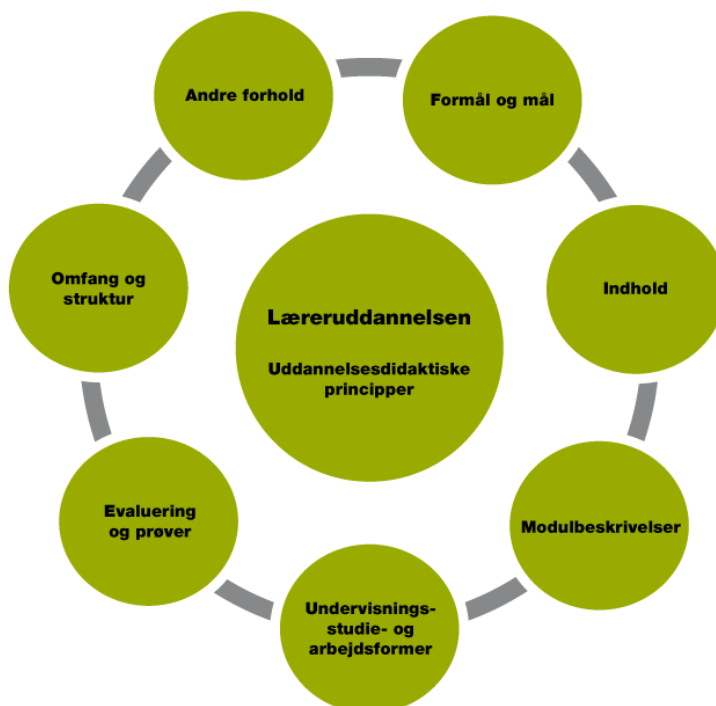 Andre forhold
Formål og mål
Omfang og
struktur
Indhold
Læreruddannelsen
Uddannelsesdidaktiske
principper
Evaluering
og prøver
Modulbeskrivelser
Undervisnings-
studie- og
arbejdsformer